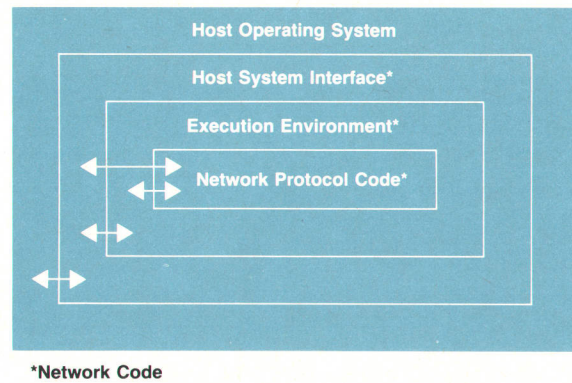 Host Operating System
Host System Interface*
Execution Environment*
Network Protocol Code*
*Network Code